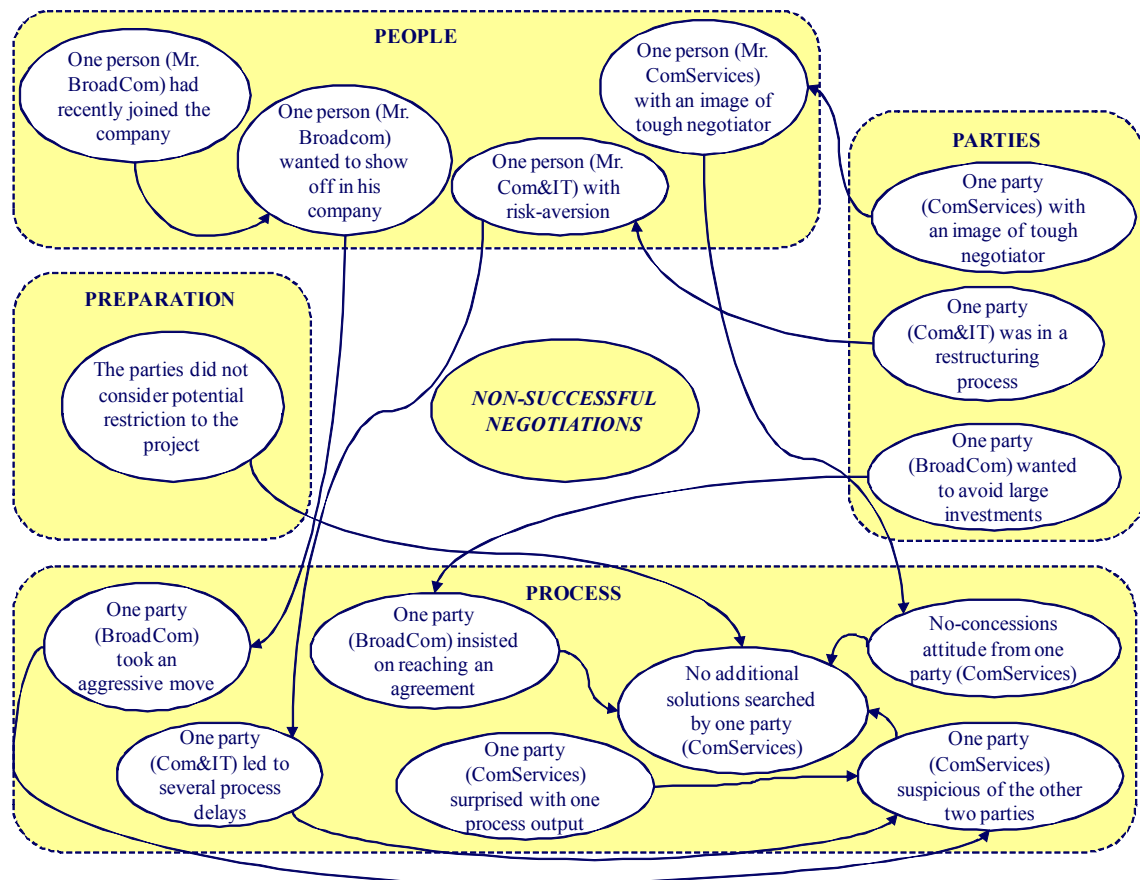 PEOPLE
One person (Mr.
BroadCom) had
recently joined the
company
One person (Mr.
Broadcom)
wanted to show
off in his
company
One person (Mr.
Com&IT) with
risk-aversion
One person (Mr.
ComServices)
with an image of
tough negotiator
PARTIES
One party
(ComServices) with
an image of tough
negotiator
One party
(Com&IT) was in a
restructuring
process
One party
(BroadCom) wanted
to avoid large
investments
PREPARATION
The parties did not
consider potential
restriction to the
project
NON-SUCCESSFUL
NEGOTIATIONS
PROCESS
One party
(BroadCom)
took an
aggressive move
One party
(BroadCom) insisted
on reaching an
agreement
No additional
solutions searched
by one party
(ComServices)
No-concessions
attitude from one
party (ComServices)
One party
(Com&IT) led to
several process
delays
One party
(ComServices)
surprised with one
process output
One party
(ComServices)
suspicious of the other
two parties